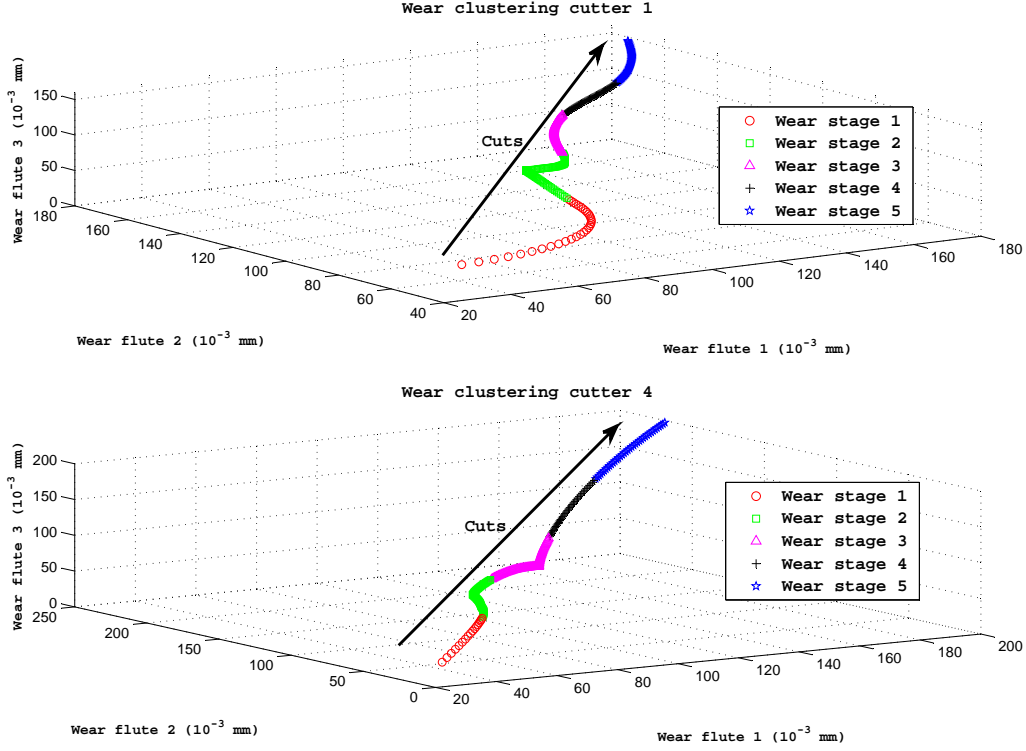 Wear clustering cutter 1
Wear flute 3 (10⁻³ mm)
150
100
50
0
180
160
140
120
100
80
60
40
20
40
60
80
100
120
140
160
180
Cuts
Wear stage 1
Wear stage 2
Wear stage 3
Wear stage 4
Wear stage 5
Wear flute 2 (10⁻³ mm)
Wear flute 1 (10⁻³ mm)
Wear clustering cutter 4
Wear flute 3 (10⁻³ mm)
200
150
100
50
0
250
200
150
100
50
0
20
40
60
80
100
120
140
160
180
200
Cuts
Wear stage 1
Wear stage 2
Wear stage 3
Wear stage 4
Wear stage 5
Wear flute 2 (10⁻³ mm)
Wear flute 1 (10⁻³ mm)